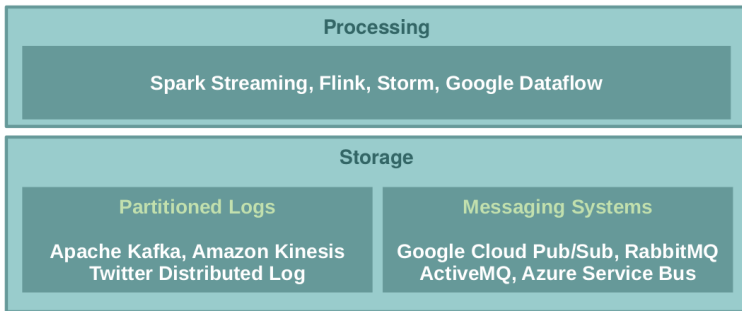 Processing
Spark Streaming, Flink, Storm, Google Dataflow
Storage
Partitioned Logs
Apache Kafka, Amazon Kinesis
Twitter Distributed Log
Messaging Systems
Google Cloud Pub/Sub, RabbitMQ
ActiveMQ, Azure Service Bus